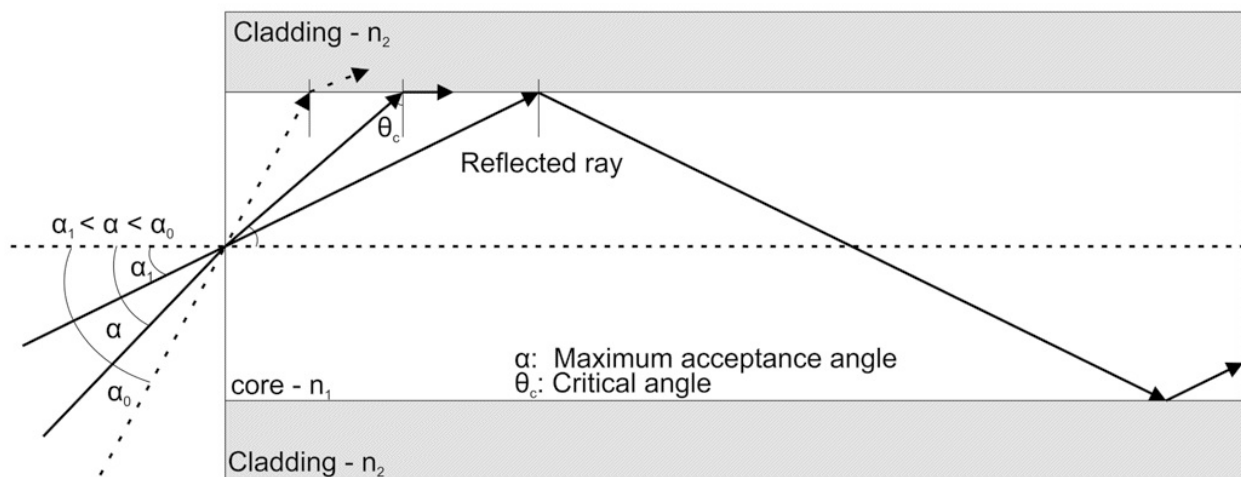 Cladding - n₂
θc
Reflected ray
α₁ < α < α₀
α₁
α
α₀
α: Maximum acceptance angle
θc: Critical angle
core - n₁
Cladding - n₂